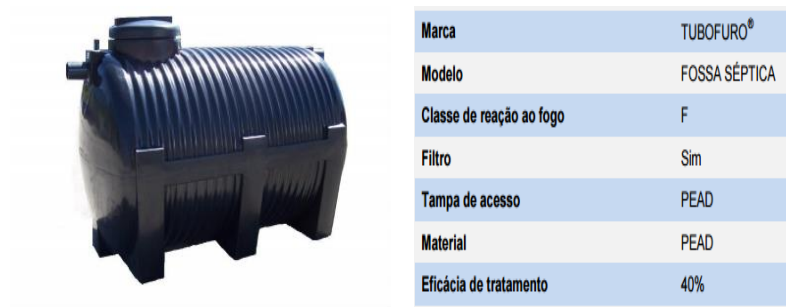 Marca TUBOFURO®
Modelo FOSSA SÉPTICA
Classe de reação ao fogo F
Filtro Sim
Tampa de acesso PEAD
Material PEAD
Eficácia de tratamento 40%